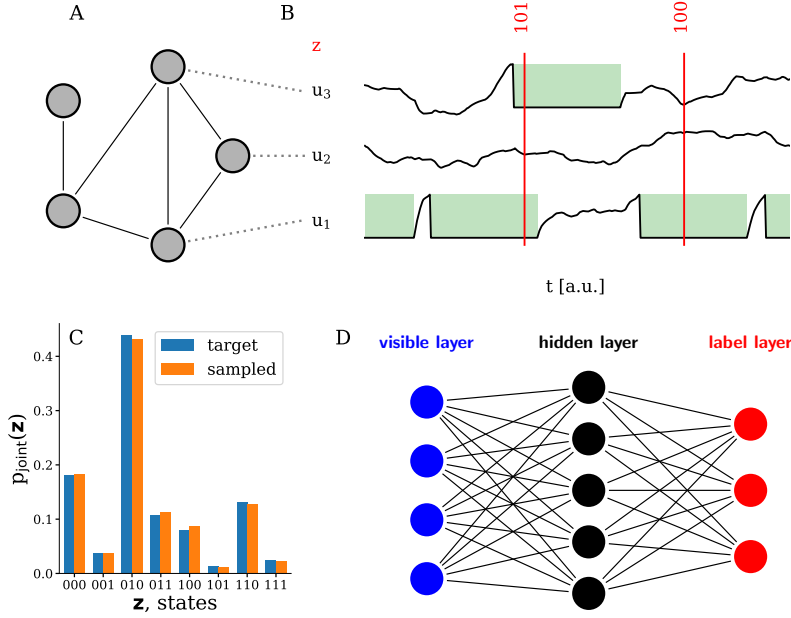 A
B
z
101
100
u₃
u₂
u₁
t [a.u.]
C
target
sampled
p_joint(z)
0.4
0.3
0.2
0.1
0.0
000 001 010 011 100 101 110 111
z, states
D
visible layer hidden layer label layer